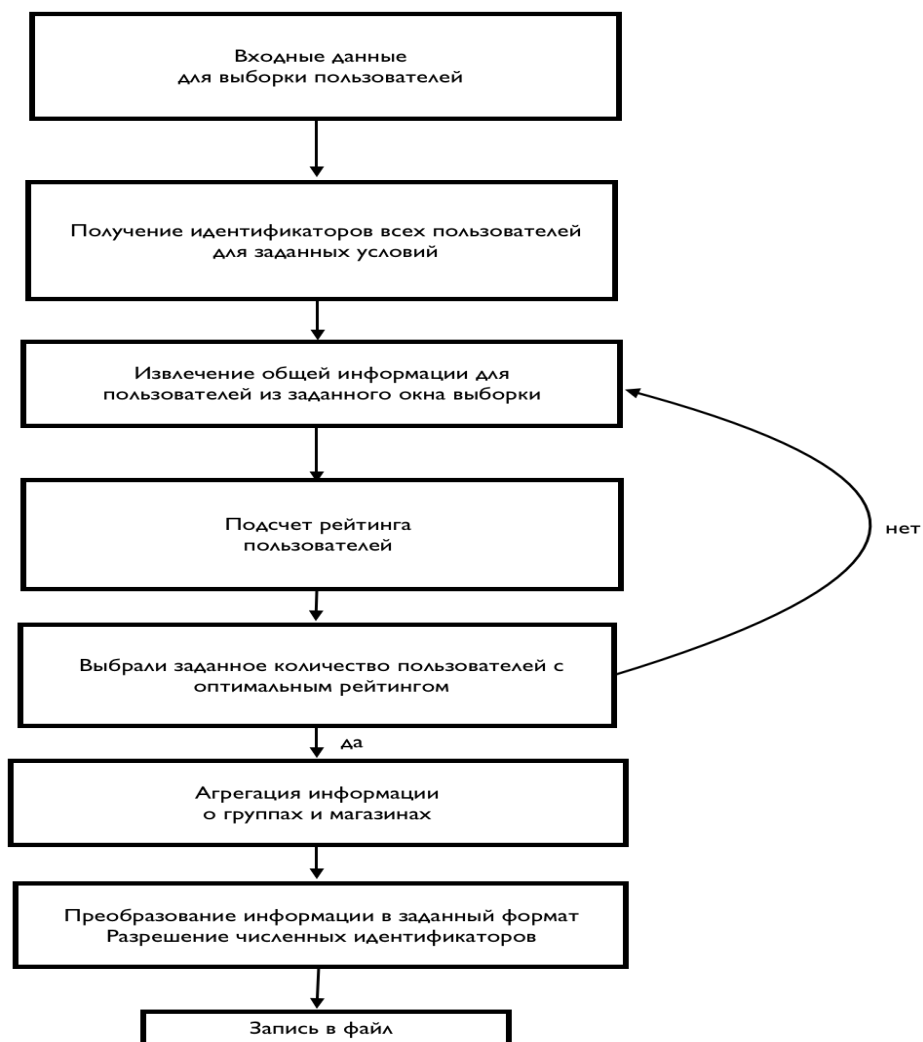 Входные данные
для выборки пользователей
Получение идентификаторов всех пользователей
для заданных условий
Извлечение общей информации для
пользователей из заданного окна выборки
Подсчет рейтинга
пользователей
нет
Выбрали заданное количество пользователей с
оптимальным рейтингом
да
Агрегация информации
о группах и магазинах
Преобразование информации в заданный формат
Разрешение численных идентификаторов
Запись в файл